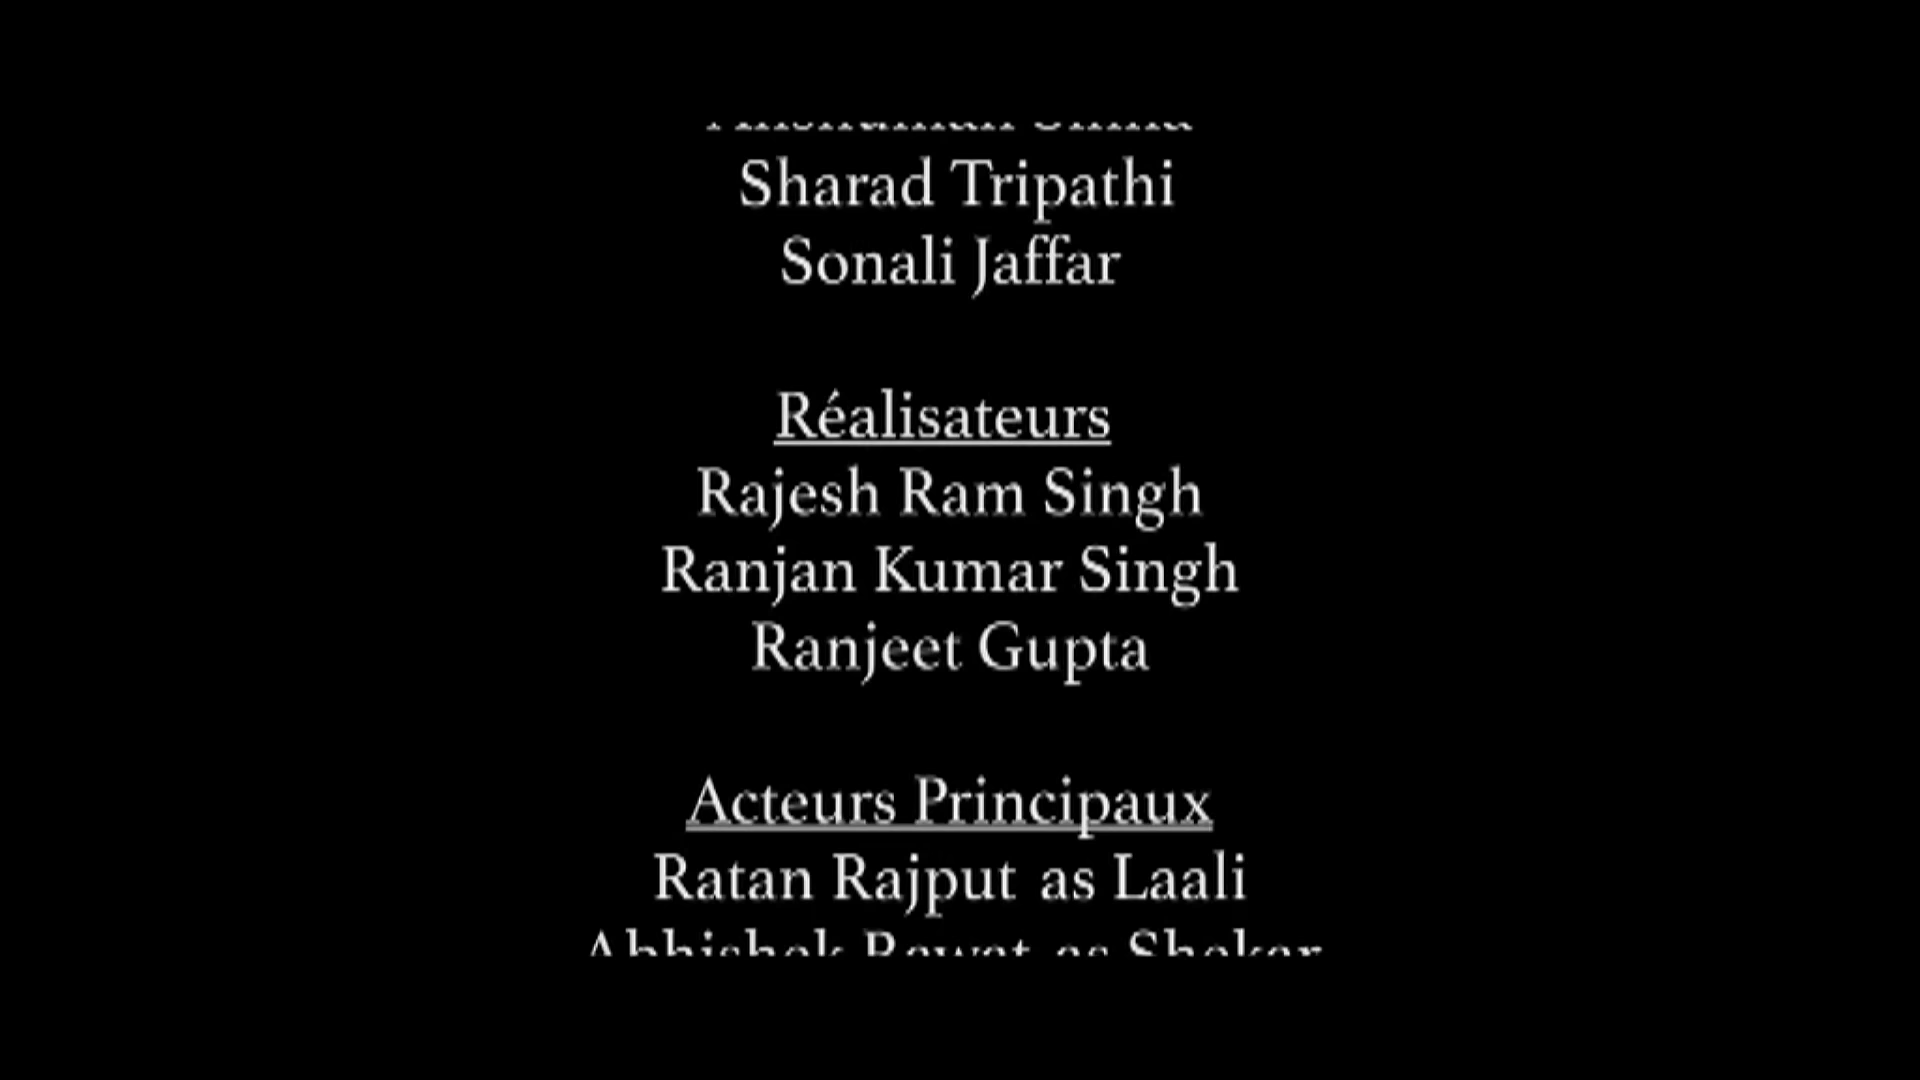 Sharad Tripathi
Sonali Jaffar
Réalisateurs
Rajesh Ram Singh
Ranjan Kumar Singh
Ranjeet Gupta
Acteurs Principaux
Ratan Rajput as Laali
as